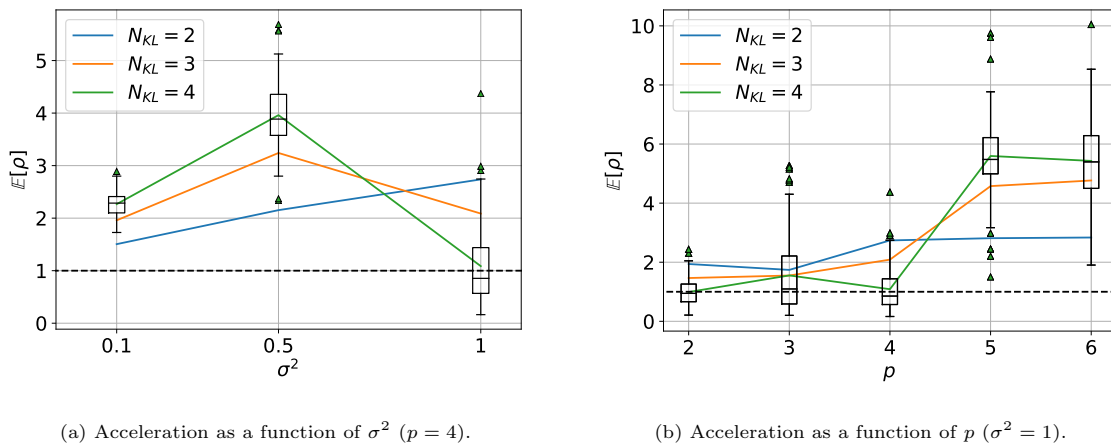 N_{KL} = 2
N_{KL} = 3
N_{KL} = 4
𝔼[ρ]
5
4
3
2
1
0
0.1 0.5 1
σ²
N_{KL} = 2
N_{KL} = 3
N_{KL} = 4
𝔼[ρ]
10
8
6
4
2
0
2 3 4 5 6
p
(a) Acceleration as a function of σ² (p = 4).
(b) Acceleration as a function of p (σ² = 1).